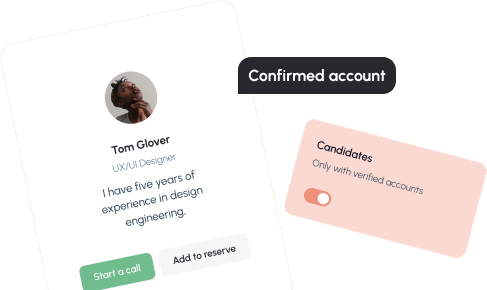 Confirmed account
Tom Glover
UX/UI Designer
I have five years of
experience in design
engineering.
Start a call
Add to reserve
Candidates
Only with verified accounts